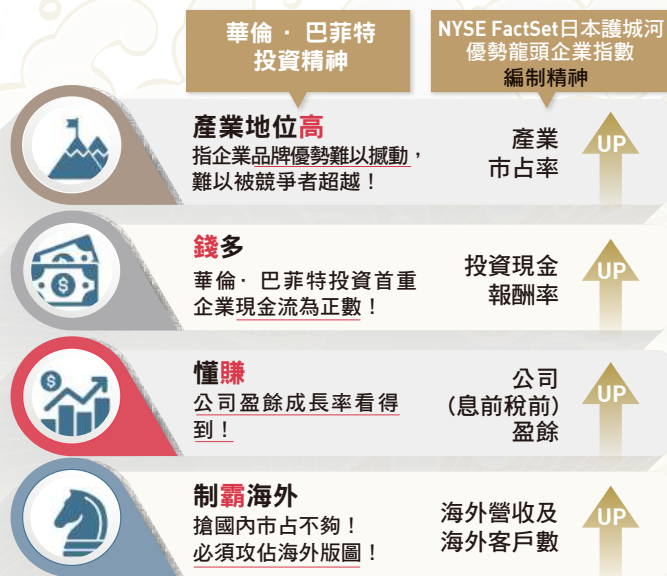 華倫 · 巴菲特
投資精神
NYSE FactSet日本護城河
優勢龍頭企業指數
編制精神
產業地位高
指企業品牌優勢難以撼動，
難以被競爭者超越！
產業
市占率
UP
錢多
華倫· 巴菲特投資首重
企業現金流為正數！
投資現金
報酬率
UP
懂賺
公司盈餘成長率看得
到！
公司
(息前稅前)
盈餘
UP
制霸海外
搶國內市占不夠！
必須攻佔海外版圖！
海外營收及
海外客戶數
UP